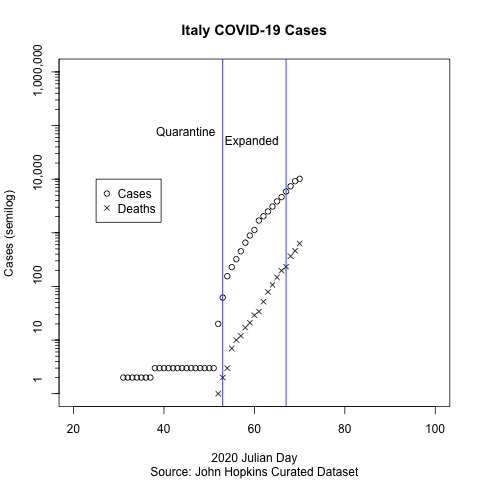 Italy COVID-19 Cases
1,000,000
Quarantine
Expanded
10,000
Cases
Deaths
Cases (semilog)
100
10
1
20 40 60 80 100
2020 Julian Day
Source: John Hopkins Curated Dataset